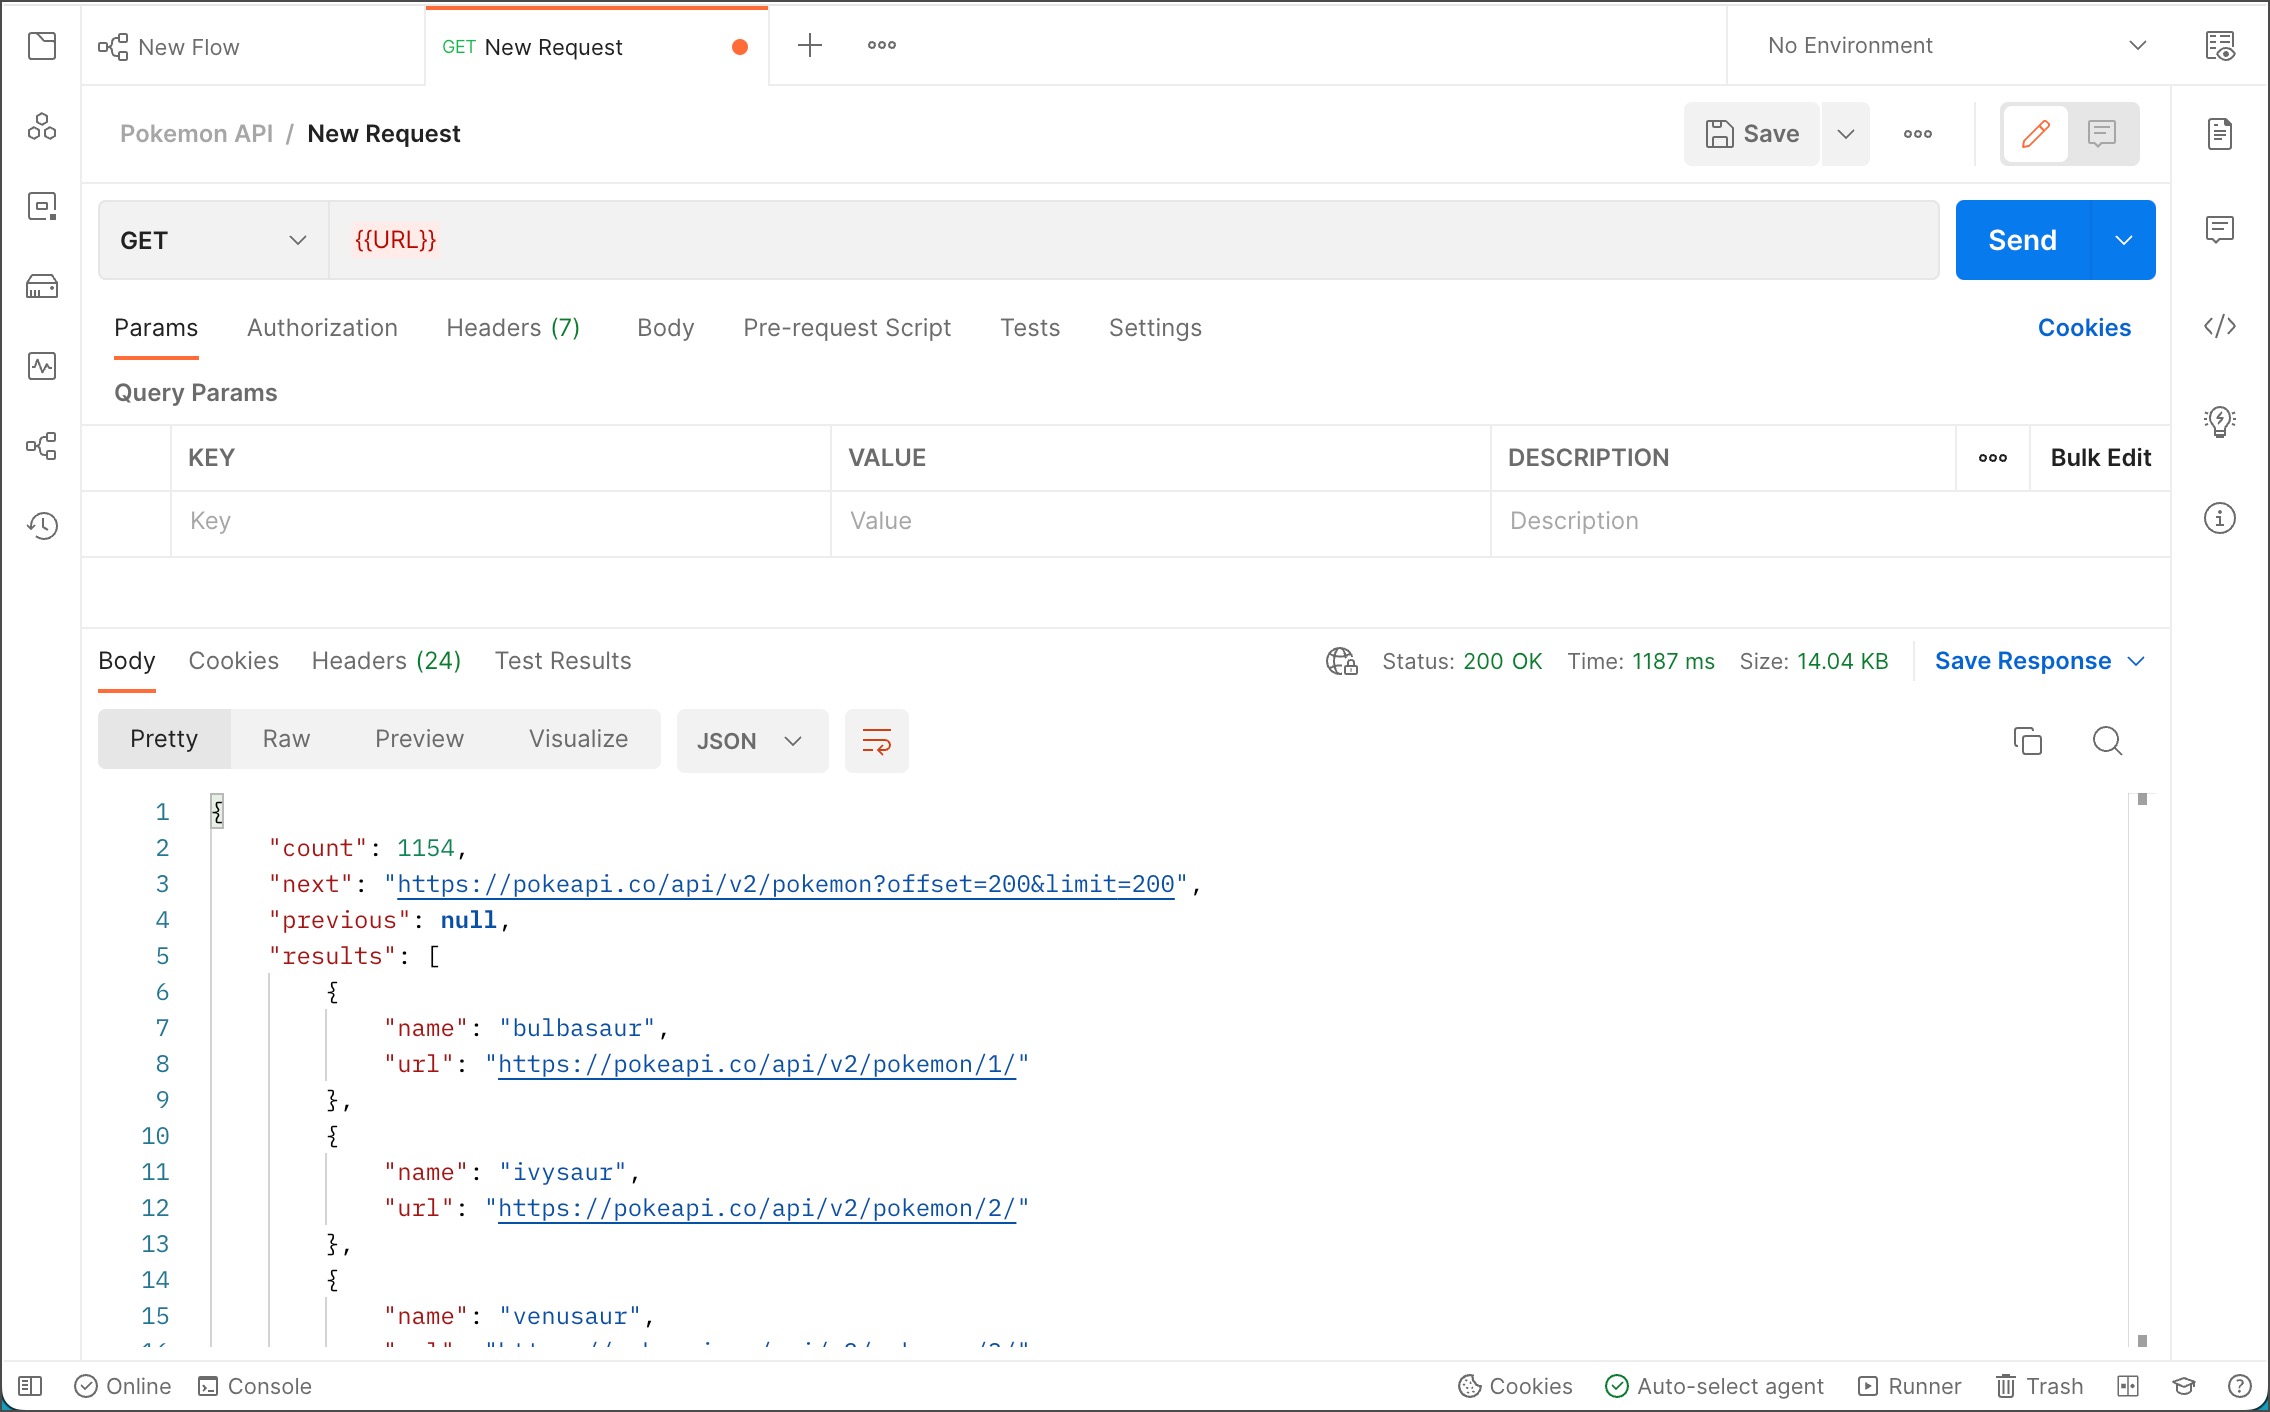 New Flow
GET New Request
No Environment
Pokemon API / New Request
Save
GET
{{URL}}
Send
Params Authorization Headers (7) Body Pre-request Script Tests Settings Cookies
Query Params
KEY VALUE DESCRIPTION Bulk Edit
Key Value Description
Body Cookies Headers (24) Test Results Status: 200 OK Time: 1187 ms Size: 14.04 KB Save Response
Pretty Raw Preview Visualize JSON
1 {
2 "count": 1154,
3 "next": "https://pokeapi.co/api/v2/pokemon?offset=200&limit=200",
4 "previous": null,
5 "results": [
6 {
7 "name": "bulbasaur",
8 "url": "https://pokeapi.co/api/v2/pokemon/1/"
9 },
10 {
11 "name": "ivysaur",
12 "url": "https://pokeapi.co/api/v2/pokemon/2/"
13 },
14 {
15 "name": "venusaur",
Online Console Cookies Auto-select agent Runner Trash